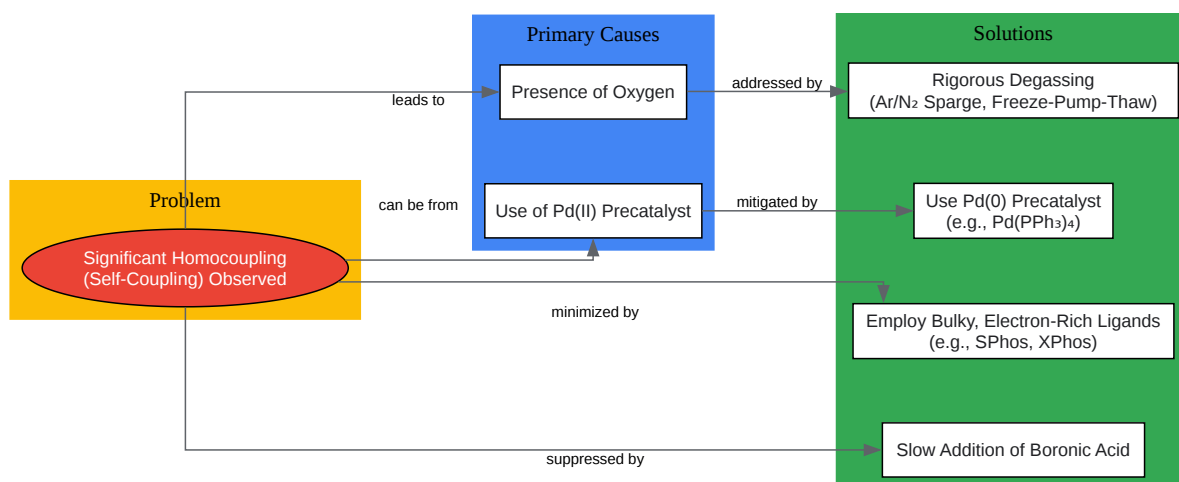 Primary Causes
Solutions
Presence of Oxygen
leads to
addressed by
Rigorous Degassing
(Ar/N₂ Sparge, Freeze-Pump-Thaw)
Problem
can be from
Use of Pd(II) Precatalyst
mitigated by
Use Pd(0) Precatalyst
(e.g., Pd(PPh₃)₄)
Significant Homocoupling
(Self-Coupling) Observed
minimized by
Employ Bulky, Electron-Rich Ligands
(e.g., SPhos, XPhos)
suppressed by
Slow Addition of Boronic Acid